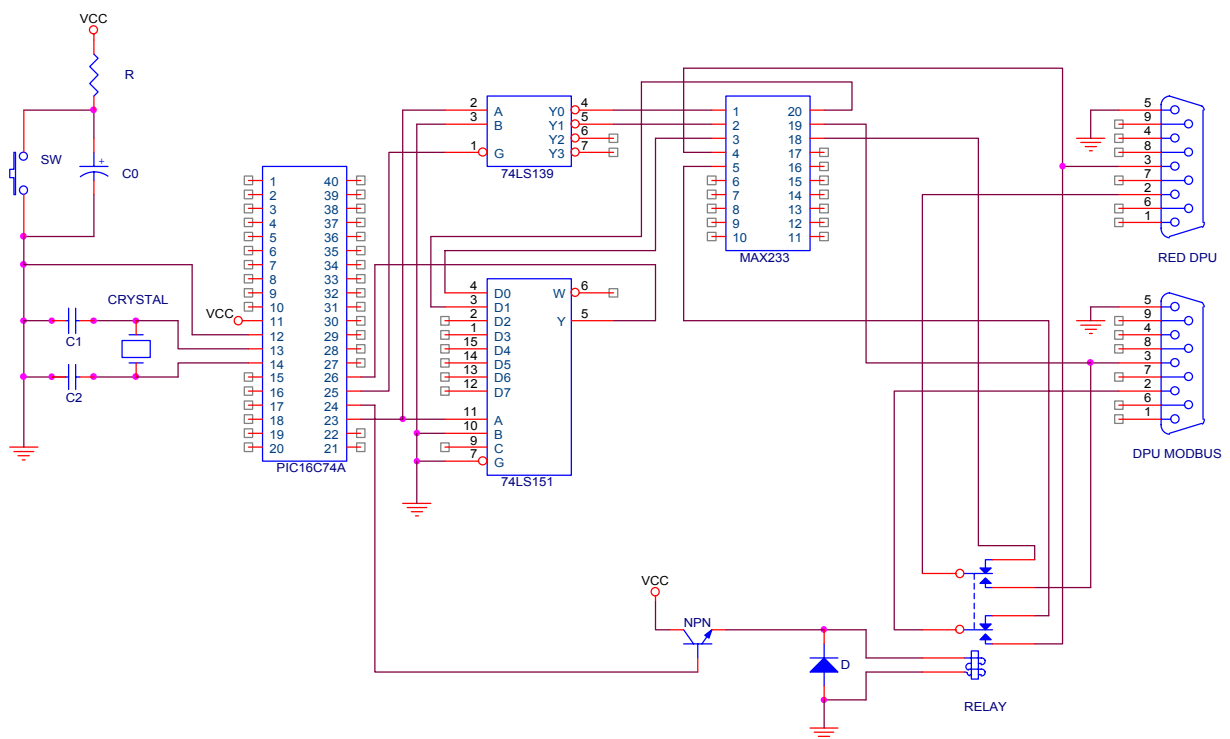 VCC
R
SW
+
C0
CRYSTAL
C1
C2
VCC
1 40
2 39
3 38
4 37
5 36
6 35
7 34
8 33
9 32
10 31
11 30
12 29
13 28
14 27
15 26
16 25
17 24
18 23
19 22
20 21
PIC16C74A
2 A Y0 4
3 B Y1 5
Y2 6
1 G Y3 7
74LS139
4 D0 W 6
3 D1
2 D2 Y 5
1 D3
15 D4
14 D5
13 D6
12 D7
11 A
10 B
9 C
7 G
74LS151
1 20
2 19
3 18
4 17
5 16
6 15
7 14
8 13
9 12
10 11
MAX233
5
9
4
8
3
7
2
6
1
RED DPU
5
9
4
8
3
7
2
6
1
DPU MODBUS
VCC
NPN
D
RELAY